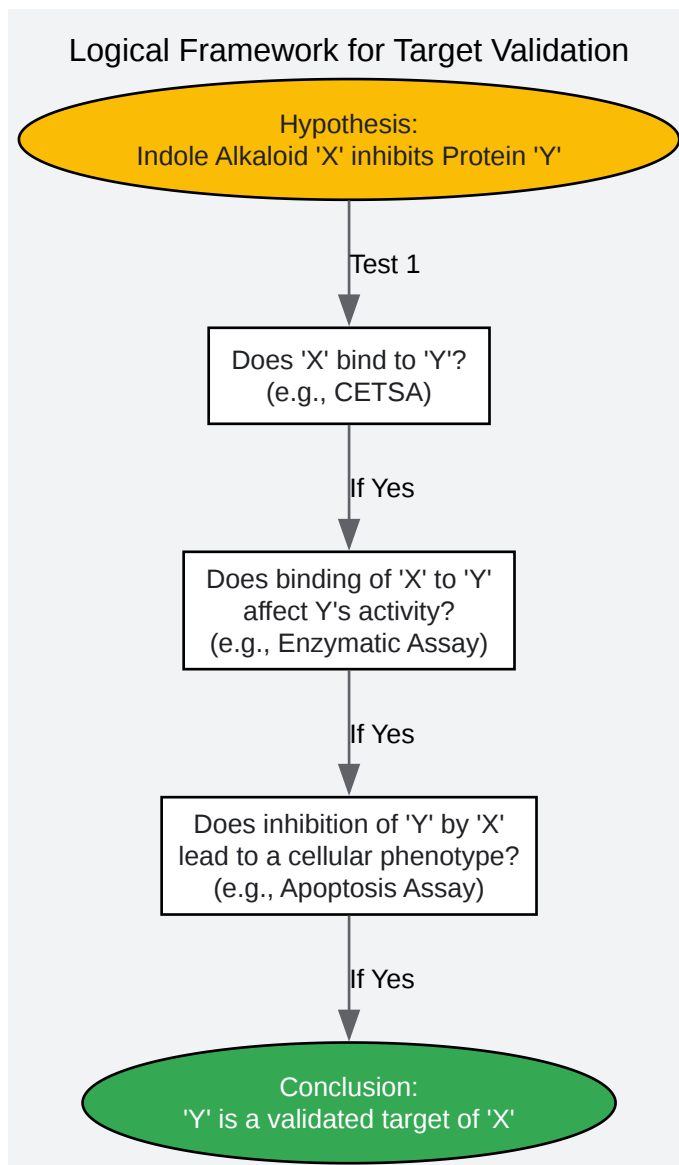 Logical Framework for Target Validation
Hypothesis:
Indole Alkaloid 'X' inhibits Protein 'Y'
Test 1
Does 'X' bind to 'Y'?
(e.g., CETSA)
If Yes
Does binding of 'X' to 'Y'
affect Y's activity?
(e.g., Enzymatic Assay)
If Yes
Does inhibition of 'Y' by 'X'
lead to a cellular phenotype?
(e.g., Apoptosis Assay)
If Yes
Conclusion:
'Y' is a validated target of 'X'